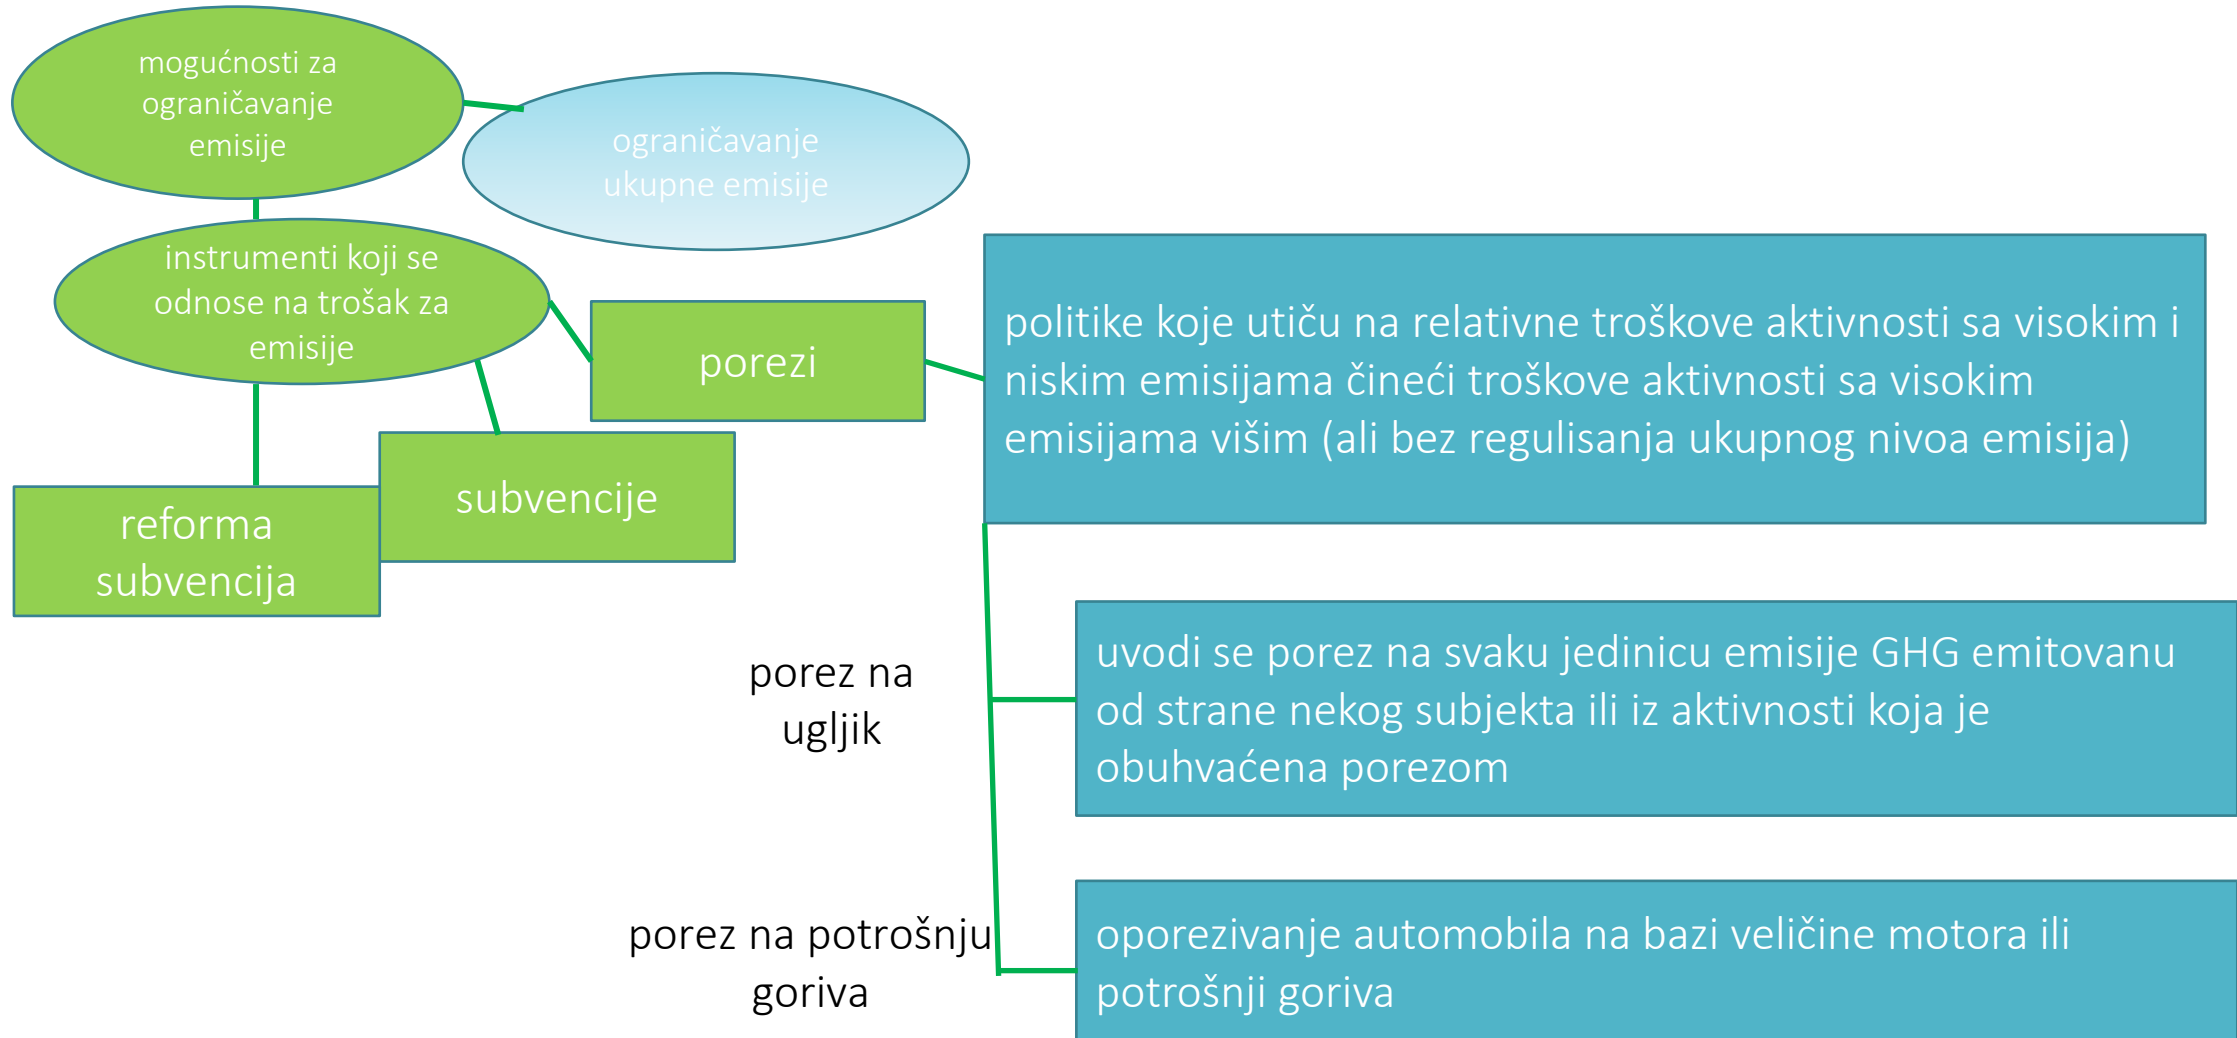 mogućnosti za
ograničavanje
emisije
ograničavanje
ukupne emisije
instrumenti koji se
odnose na trošak za
emisije
porezi
politike koje utiču na relativne troškove aktivnosti sa visokim i
niskim emisijama čineći troškove aktivnosti sa visokim
emisijama višim (ali bez regulisanja ukupnog nivoa emisija)
subvencije
reforma
subvencija
porez na
ugljik
uvodi se porez na svaku jedinicu emisije GHG emitovanu
od strane nekog subjekta ili iz aktivnosti koja je
obuhvaćena porezom
porez na potrošnju
goriva
oporezivanje automobila na bazi veličine motora ili
potrošnji goriva